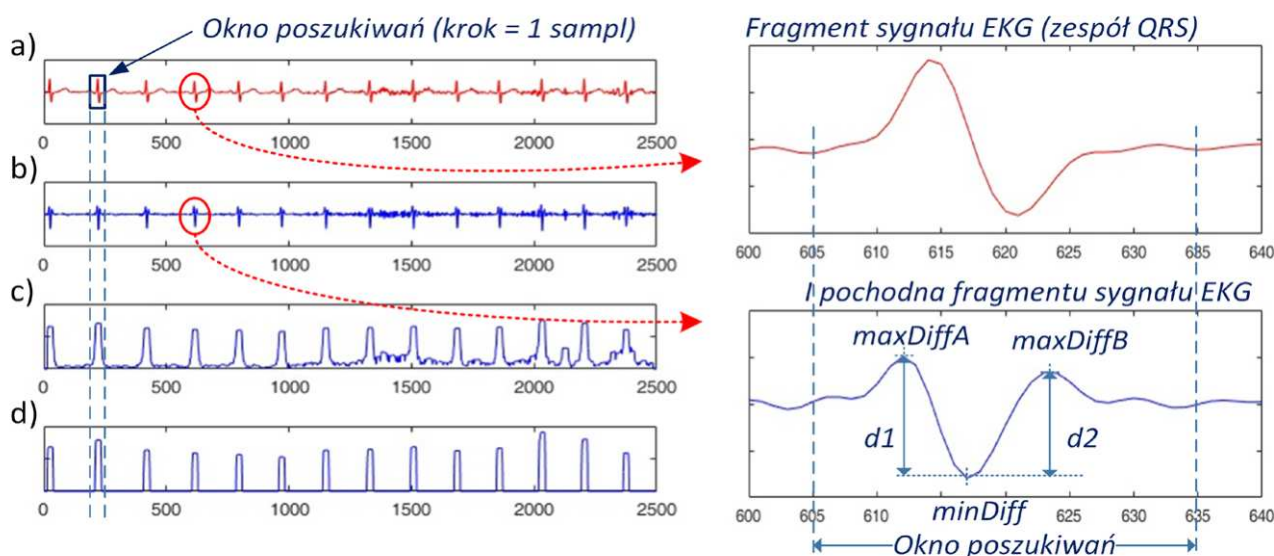 Okno poszukiwań (krok = 1 sampl)
a)
0 500 1000 1500 2000 2500
b)
0 500 1000 1500 2000 2500
c)
0 500 1000 1500 2000 2500
d)
0 500 1000 1500 2000 2500
Fragment sygnału EKG (zespół QRS)
600 605 610 615 620 625 630 635 640
I pochodna fragmentu sygnału EKG
maxDiffA maxDiffB
d1 d2
600 605 610 615 620 625 630 635 640
minDiff
Okno poszukiwań